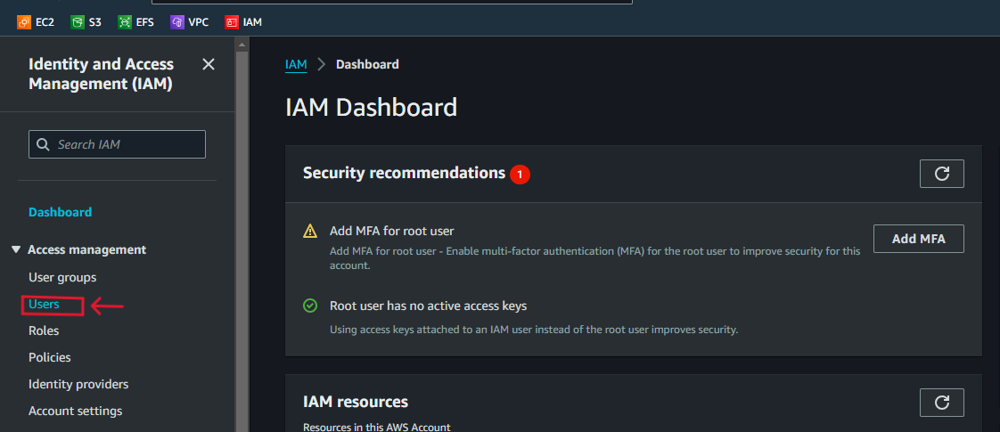 EC2 S3 EFS VPC IAM
Identity and Access
Management (IAM)
Search IAM
Dashboard
Access management
User groups
Users
Roles
Policies
Identity providers
Account settings
IAM > Dashboard
IAM Dashboard
Security recommendations 1
Add MFA for root user
Add MFA for root user - Enable multi-factor authentication (MFA) for the root user to improve security for this
account.
Add MFA
Root user has no active access keys
Using access keys attached to an IAM user instead of the root user improves security.
IAM resources
Resources in this AWS Account